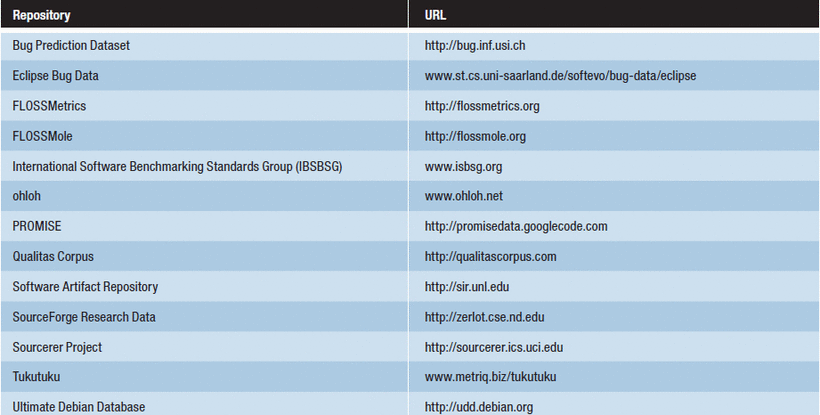 Repository URL
Bug Prediction Dataset http://bug.inf.usi.ch
Eclipse Bug Data www.st.cs.uni-saarland.de/softevo/bug-data/eclipse
FLOSSMetrics http://flossmetrics.org
FLOSSMole http://flossmole.org
International Software Benchmarking Standards Group (IBSBSG) www.isbsg.org
ohloh www.ohloh.net
PROMISE http://promisedata.googlecode.com
Qualitas Corpus http://qualitascorpus.com
Software Artifact Repository http://sir.unl.edu
SourceForge Research Data http://zerlot.cse.nd.edu
Sourcerer Project http://sourcerer.ics.uci.edu
Tukutuku www.metriq.biz/tukutuku
Ultimate Debian Database http://udd.debian.org